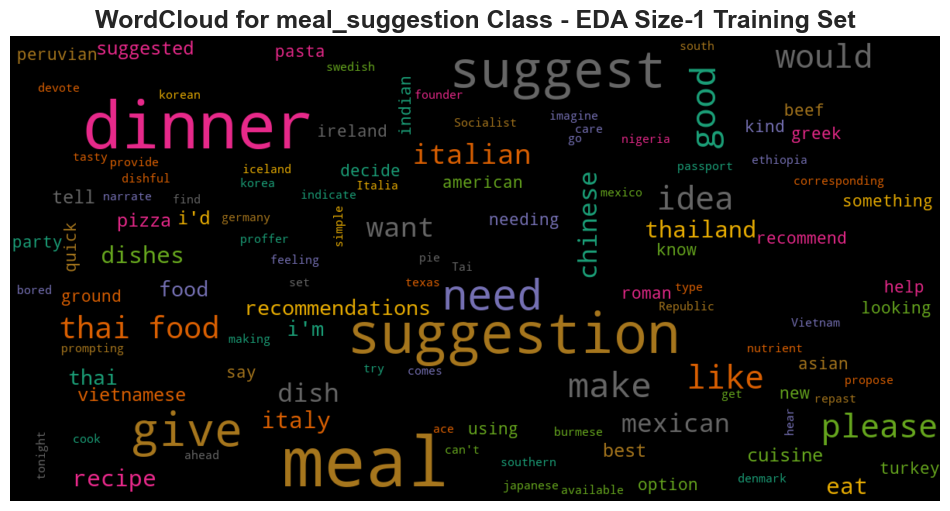 WordCloud for meal_suggestion Class - EDA Size-1 Training Set
peruvian suggested pasta swedish suggest south would
devote korean founder indian good imagine beef
dinner ireland Socialist care go kind greek
tasty provide italian nigeria ethiopia
dishful iceland decide passport
korea Italia american chinese mexico corresponding
tell narrate find indicate idea something
pizza i'd germany simple want needing thailand recommend
party quick dishes proffer know
feeling pie Tai
bored ground food set need texas roman type help
recommendations Republic looking
thai food i'm suggestion Vietnam
prompting making nutrient
thai say try comes like asian propose
vietnamese dish make get new repast
give italy mexican hear please
tonight cook ace using
ahead meal can't burmese best cuisine
recipe southern turkey
japanese available option denmark eat